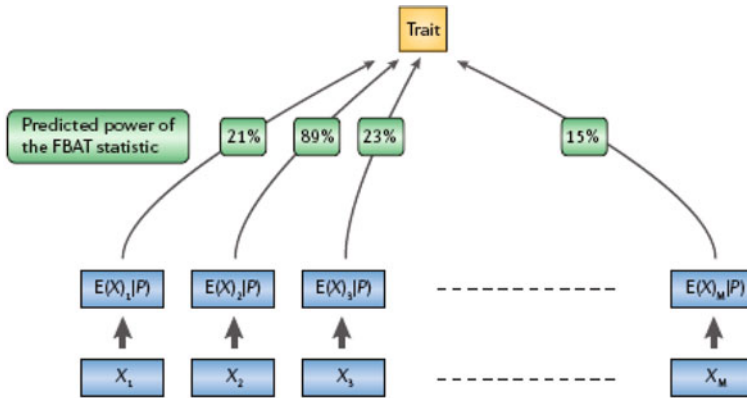 Trait
Predicted power of
the FBAT statistic
21%
89%
23%
15%
E(X)₁|P)
E(X)₂|P)
E(X)₃|P)
E(X)ₘ|P)
X₁
X₂
X₃
Xₘ